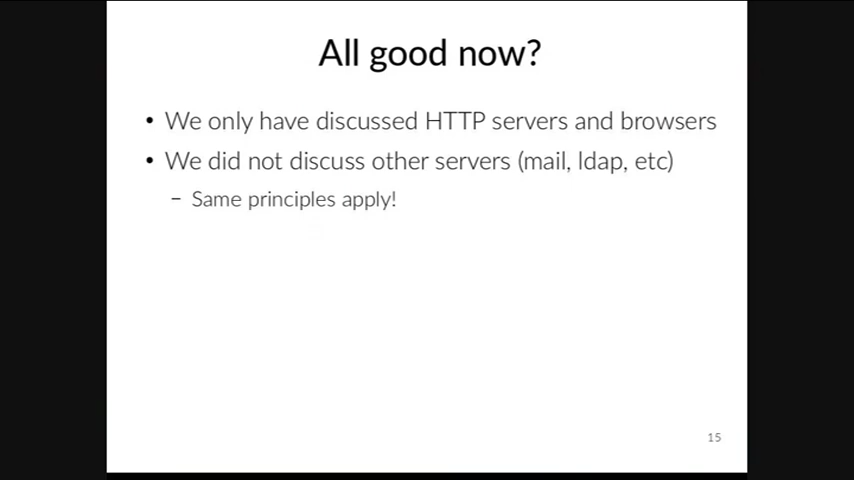 All good now?
• We only have discussed HTTP servers and browsers
• We did not discuss other servers (mail, ldap, etc)
– Same principles apply!
15